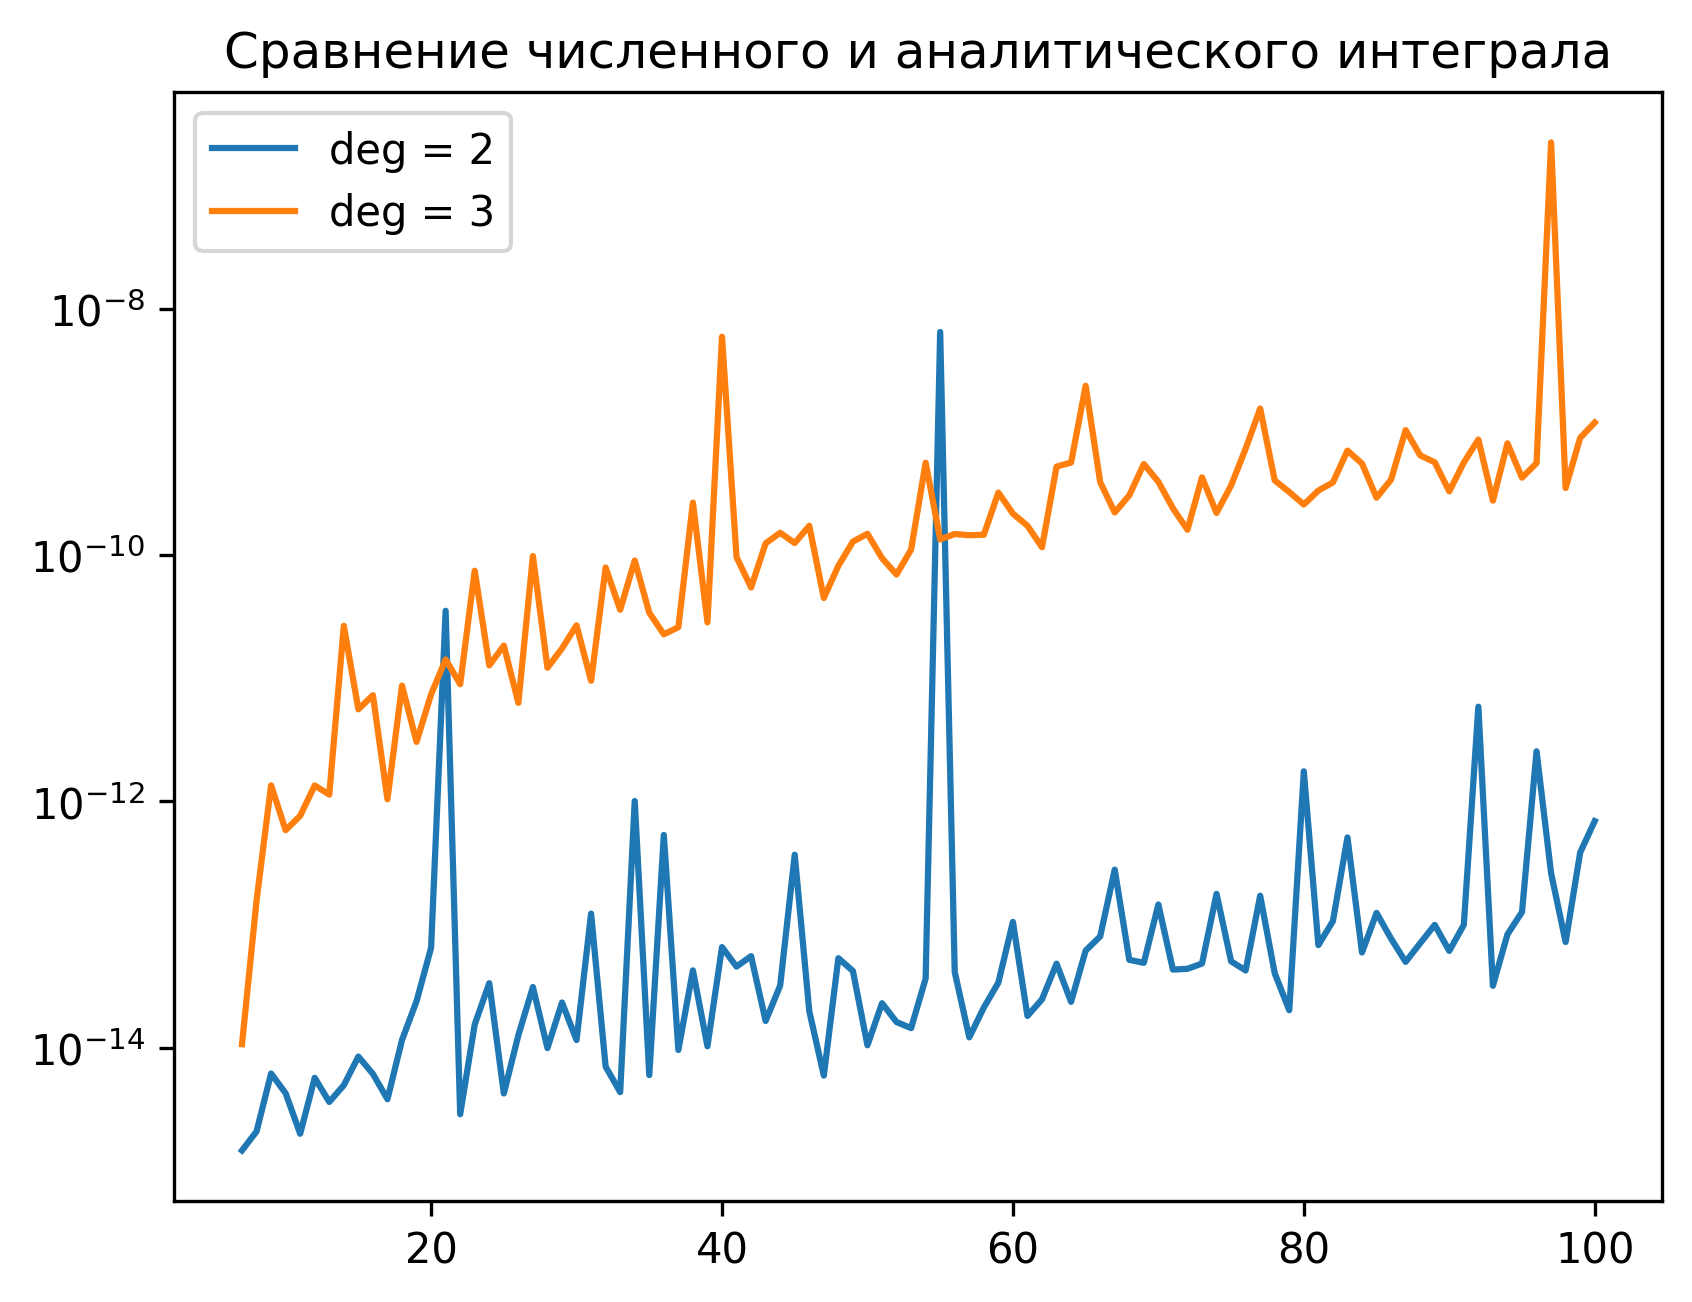 Сравнение численного и аналитического интеграла
deg = 2
deg = 3
10⁻⁸
10⁻¹⁰
10⁻¹²
10⁻¹⁴
20 40 60 80 100